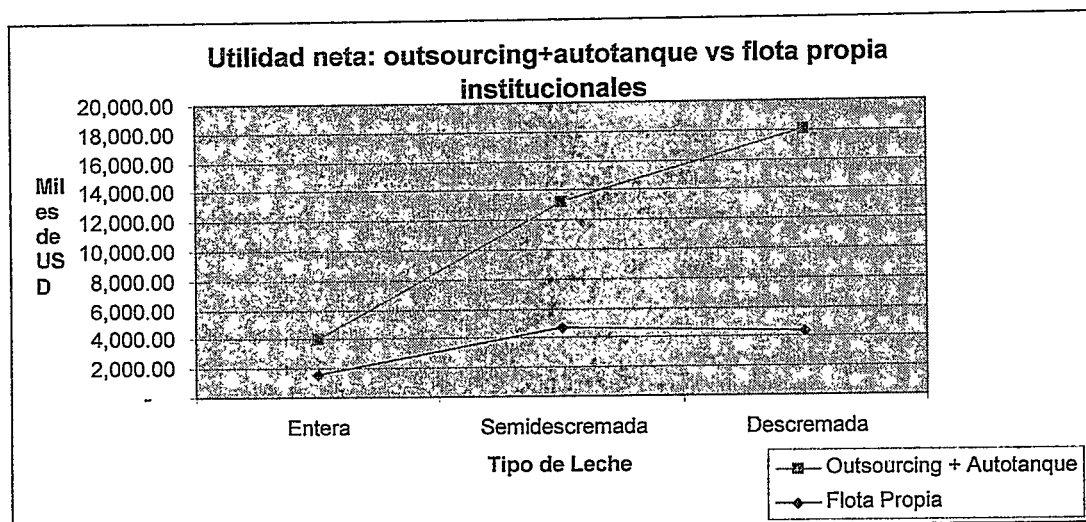 Utilidad neta: outsourcing+autotanque vs flota propia
institucionales
20,000.00
18,000.00
16,000.00
14,000.00
12,000.00
10,000.00
8,000.00
6,000.00
4,000.00
2,000.00
-
Mil
es
de
US
D
Entera Semidescremada Descremada
Tipo de Leche
Outsourcing + Autotanque
Flota Propia